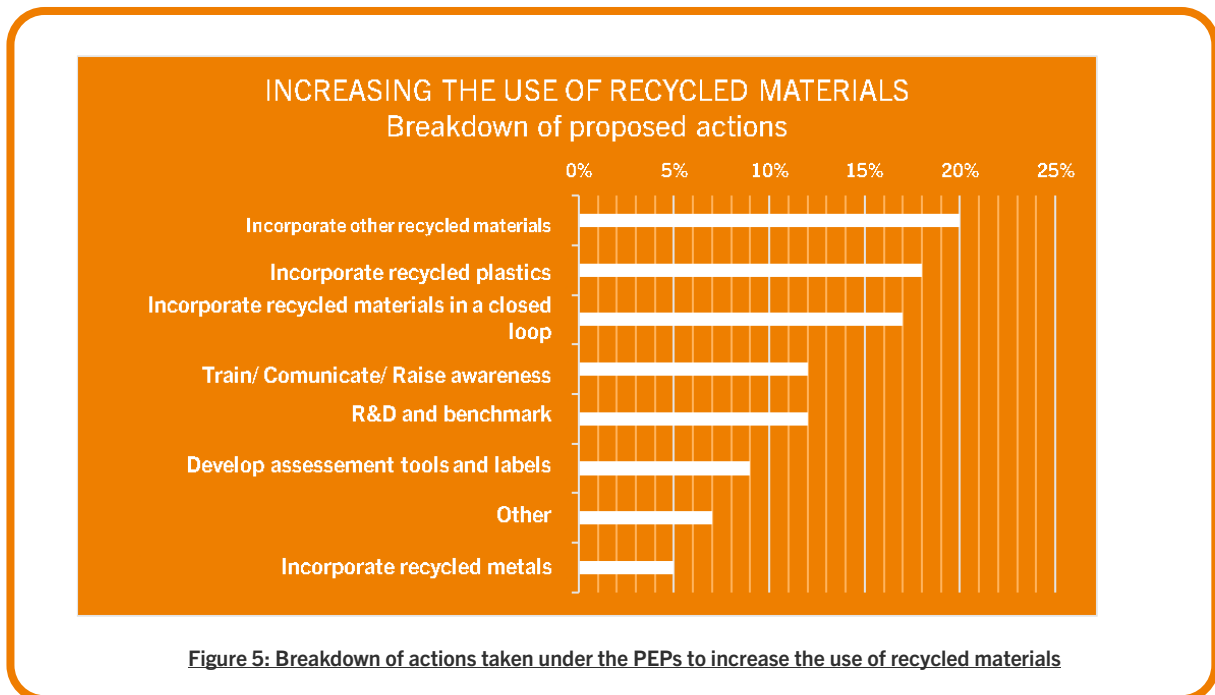 INCREASING THE USE OF RECYCLED MATERIALS
Breakdown of proposed actions
0% 5% 10% 15% 20% 25%
Incorporate other recycled materials
Incorporate recycled plastics
Incorporate recycled materials in a closed
loop
Train/ Comunicate/ Raise awareness
R&D and benchmark
Develop assessement tools and labels
Other
Incorporate recycled metals
Figure 5: Breakdown of actions taken under the PEPs to increase the use of recycled materials